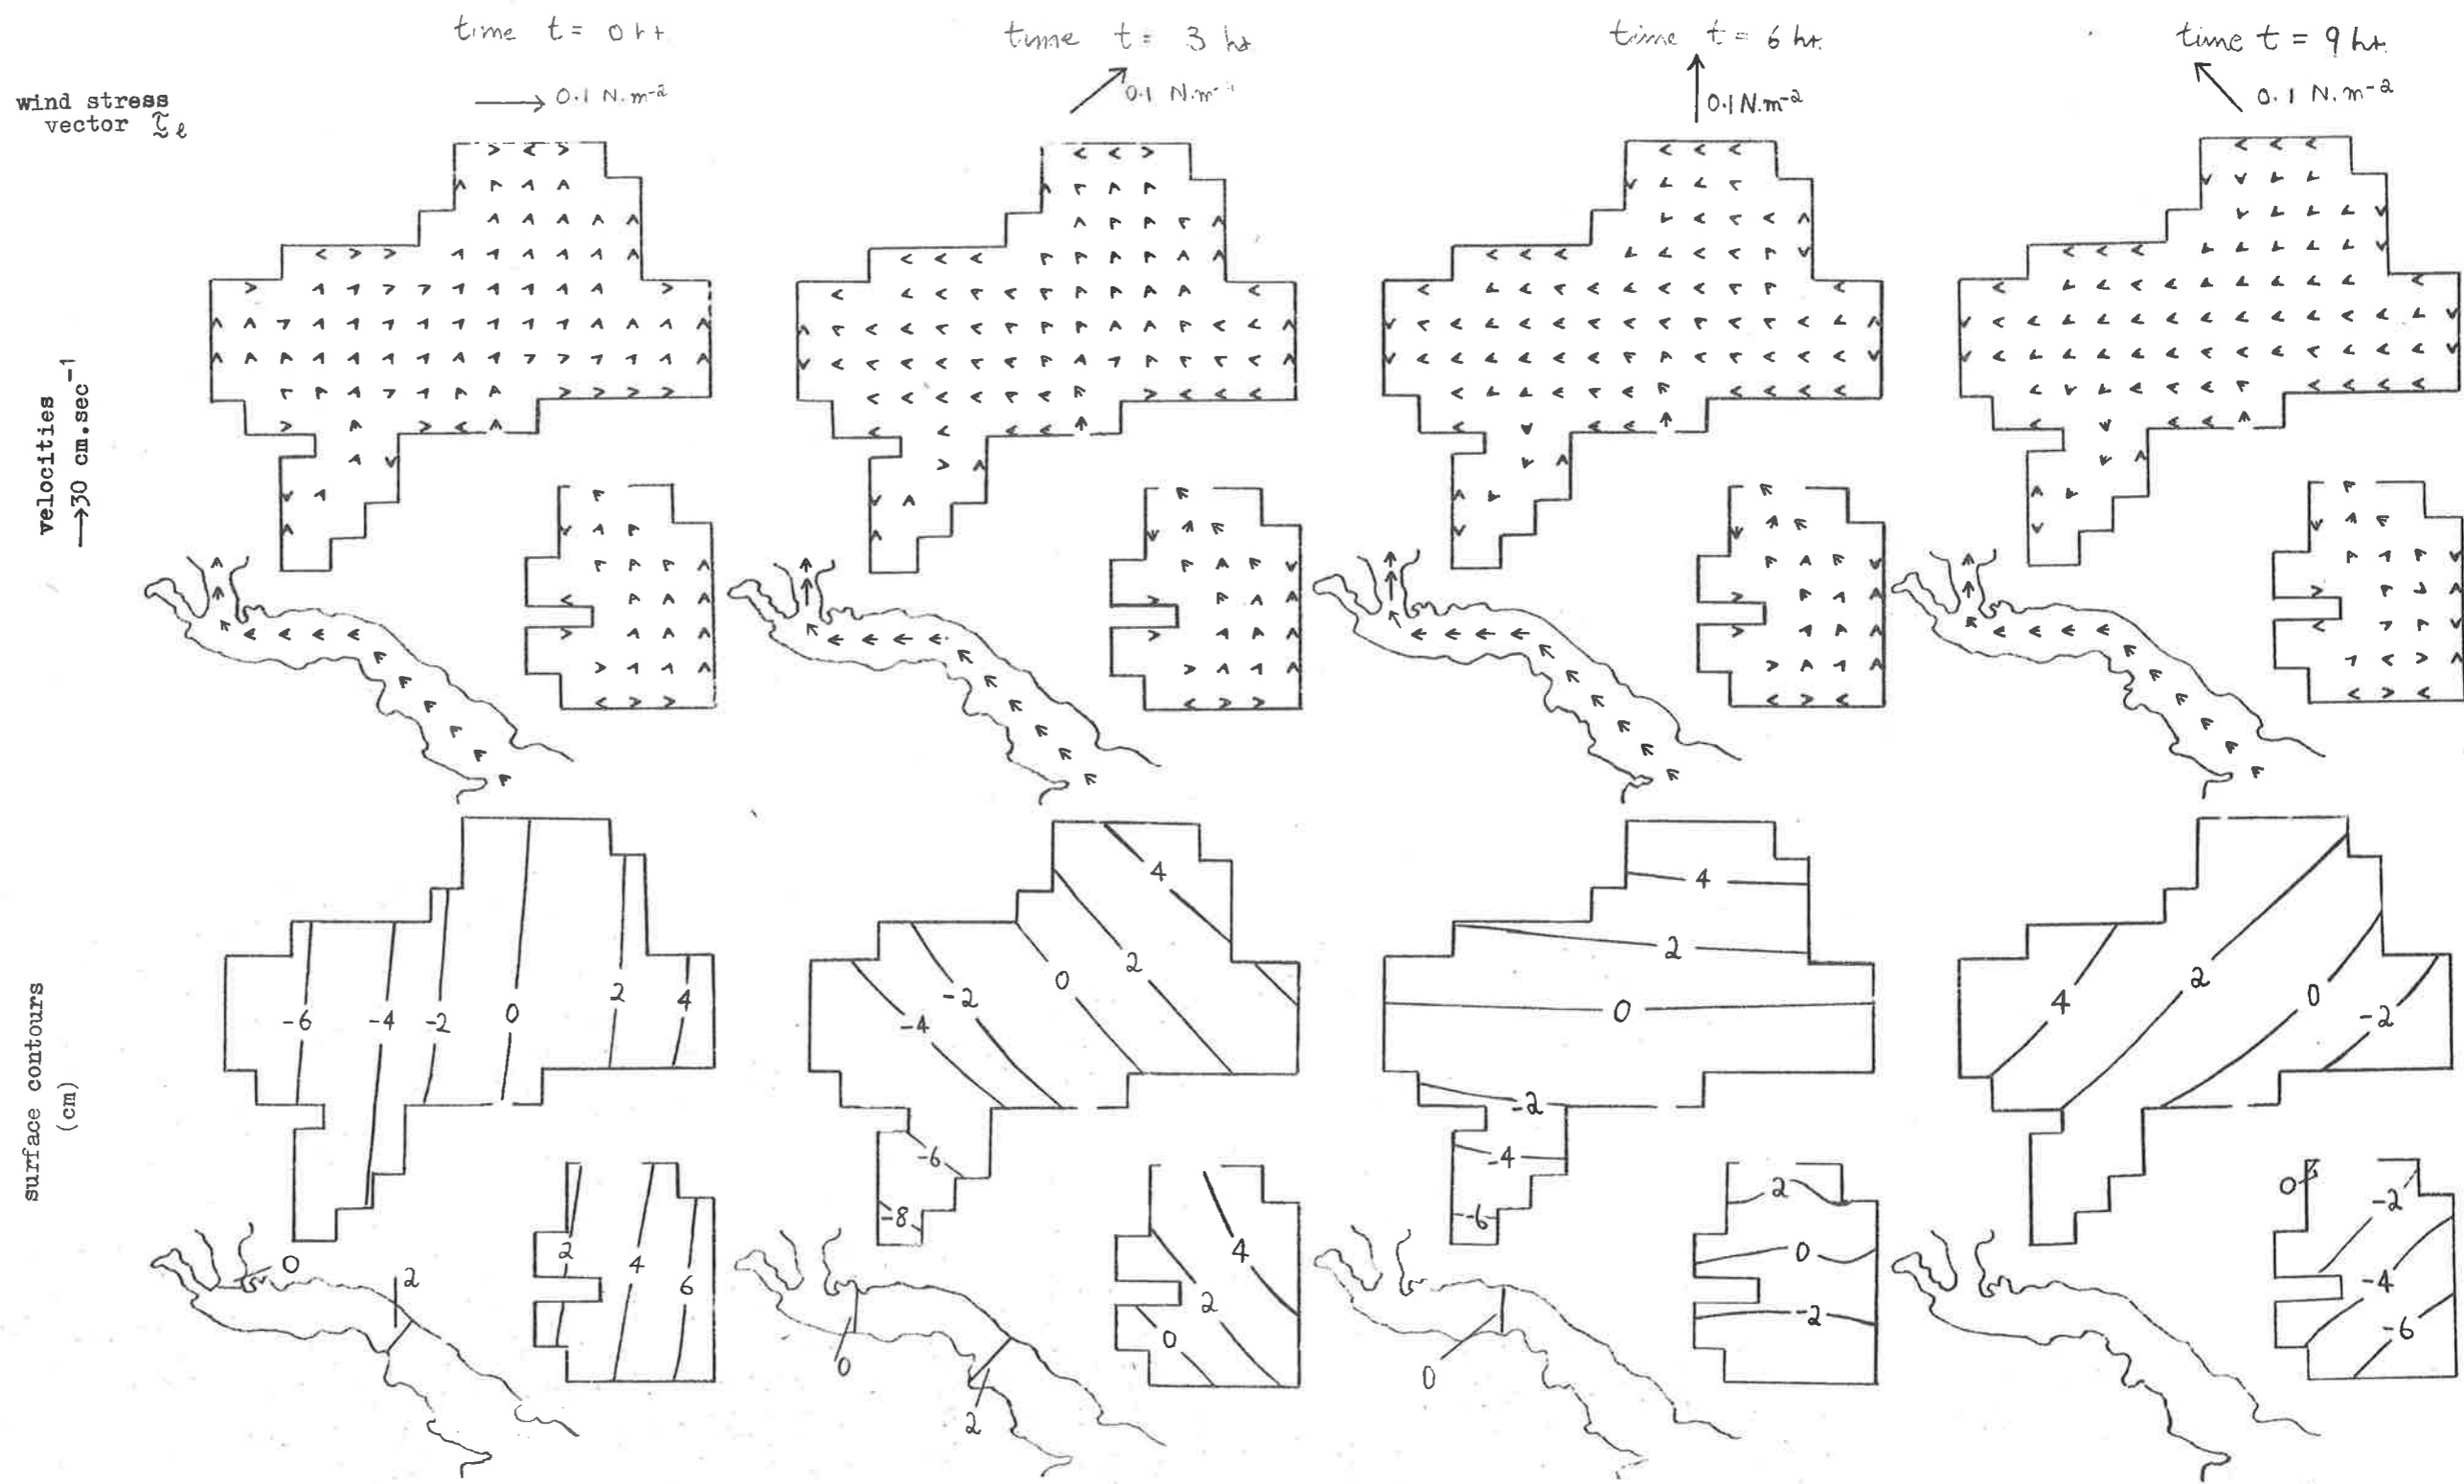 time t = 0 hr
time t = 3 hr
time t = 6 hr.
time t = 9 hr.
wind stress
vector τ̰ ℓ
0.1 N.m-2
0.1 N.m
0.1 N.m-2
0.1 N.m-2
velocities
→30 cm.sec-1
surface contours
(cm)
-6 -4 -2 0 2 4
2 4 6
0 2
4
2
0
-2
-4
-6
-8
4
2
0
0
2
4
2
0
-2
-4
-6
2
0
-2
0
4 2 0 -2
0 -2
-4
-6